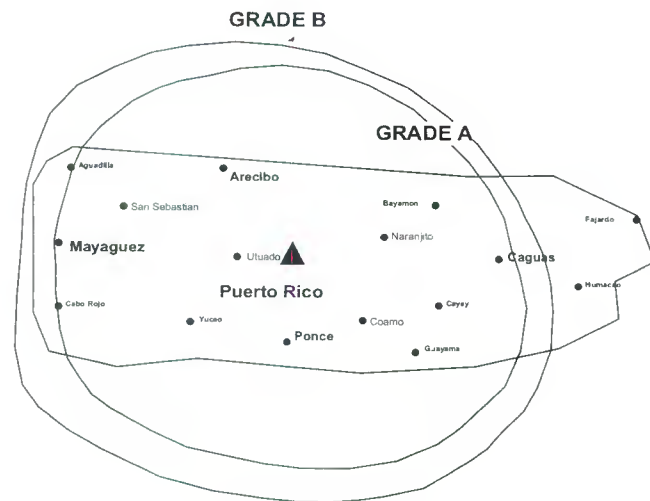 GRADE B
GRADE A
Aguadilla
Arecibo
San Sebastian
Bayamon
Fajardo
Naranjito
Mayaguez
Utuado
Caguas
Puerto Rico
Humacao
Cabo Rojo
Yuceo
Cayey
Coamo
Ponce
Guayama